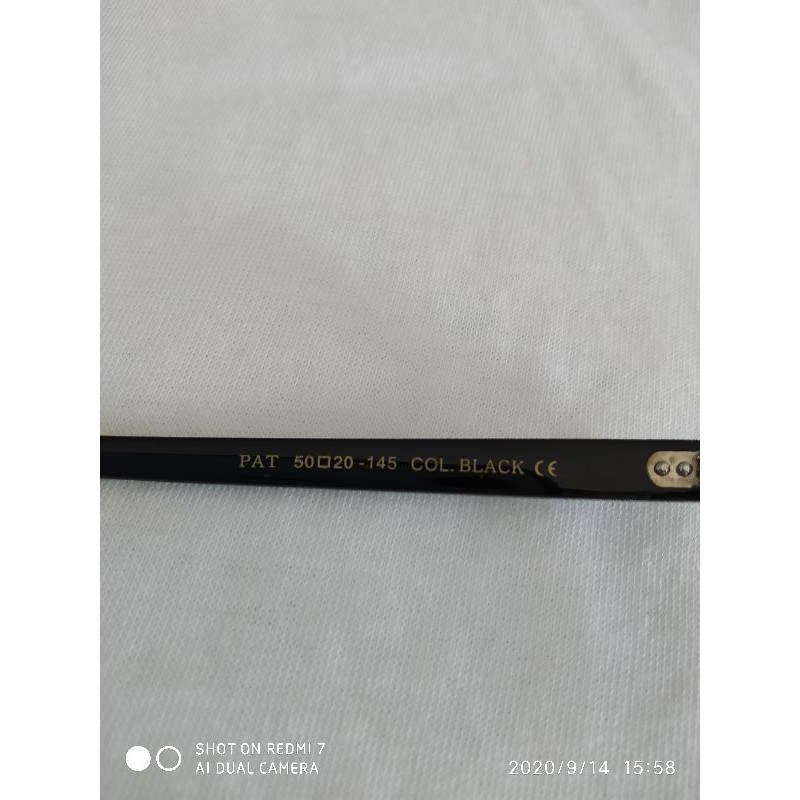 PAT 50□20-145 COL. BLACK CE
SHOT ON REDMI 7
AI DUAL CAMERA
2020/9/14 15:58